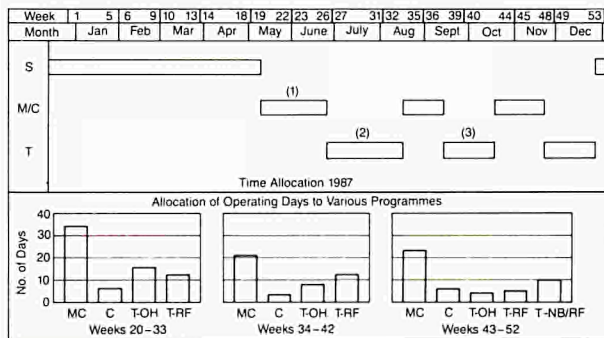 Week 1 5 6 9 10 13 14 18 19 22 23 26 27 31 32 35 36 39 40 44 45 48 49 53
Month Jan Feb Mar Apr May June July Aug Sept Oct Nov Dec
S
(1)
M/C
(2) (3)
T
Time Allocation 1987
Allocation of Operating Days to Various Programmes
No. of Days
40
30
20
10
0
MC C T-OH T-RF MC C T-OH T-RF MC C T-OH T-RF T-NB/RF
Weeks 20–33 Weeks 34–42 Weeks 43–52